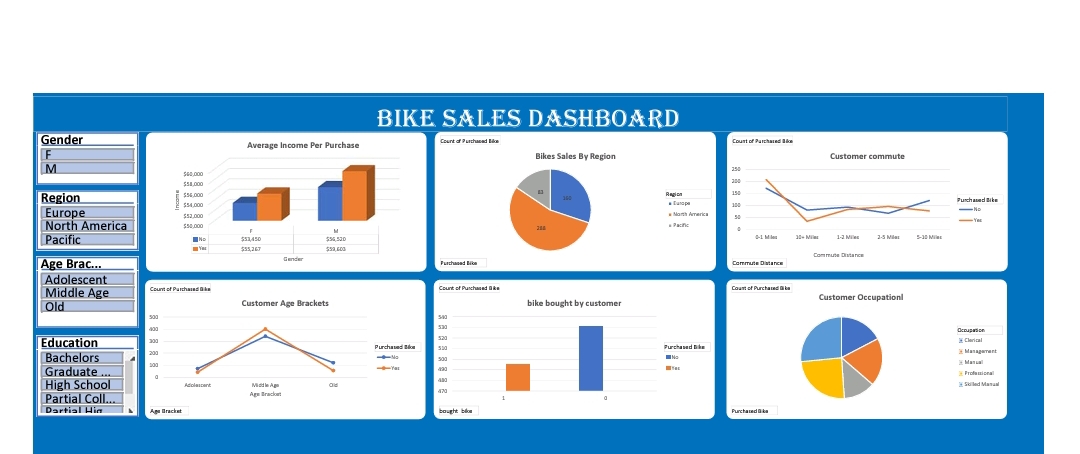 BIKE SALES DASHBOARD
Gender
F
M
Region
Europe
North America
Pacific
Age Brac...
Adolescent
Middle Age
Old
Education
Bachelors
Graduate ...
High School
Partial Coll...
Partial Hig...
Average Income Per Purchase
$60,000
$58,000
$56,000
$54,000
$52,000
$50,000
Income
F M
No $53,450 $56,520
Yes $55,267 $59,603
Gender
Count of Purchased Bike
Bikes Sales By Region
83
288
Region
Europe
North America
Pacific
Purchased Bike
Count of Purchased Bike
Customer commute
250
200
150
100
50
0
0-1 Miles 10+ Miles 1-2 Miles 2-5 Miles 5-10 Miles
Commute Distance
Purchased Bike
No
Yes
Commute Distance
Count of Purchased Bike
Customer Age Brackets
500
400
300
200
100
0
Adolescent Middle Age Old
Age Bracket
Purchased Bike
No
Yes
Age Bracket
Count of Purchased Bike
bike bought by customer
540
530
520
510
500
490
480
470
1 0
Purchased Bike
No
Yes
bought bike
Count of Purchased Bike
Customer Occupationl
Occupation
Clerical
Management
Manual
Professional
Skilled Manual
Purchased Bike